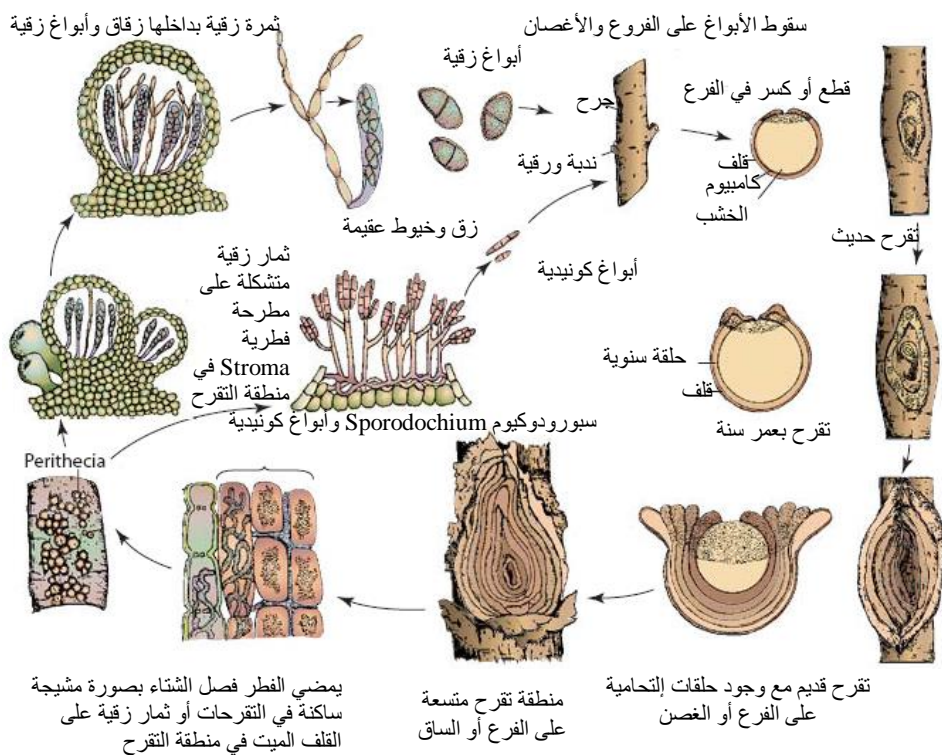 ثمرة زقية بداخلها زقاق وأبواغ زقية
سقوط الأبواغ على الفروع والأغصان
أبواغ زقية
قطع أو كسر في الفرع
جرح
ندبة ورقية
قلف
كامبيوم
الخشب
زق وخيوط عقيمة
تقرح حديث
ثمار زقية
متشكلة على
مطرحة
فطرية
Stroma في
منطقة التقرح
أبواغ كونيدية
حلقة سنوية
قلف
سبورودوكيوم Sporodochium وأبواغ كونيدية
تقرح بعمر سنة
Perithecia
تقرح قديم مع وجود حلقات إلتحامية
على الفرع أو الغصن
منطقة تقرح متسعة
على الفرع أو الساق
يمضي الفطر فصل الشتاء بصورة مشيجة
ساكنة في التقرحات أو ثمار زقية على
القلف الميت في منطقة التقرح